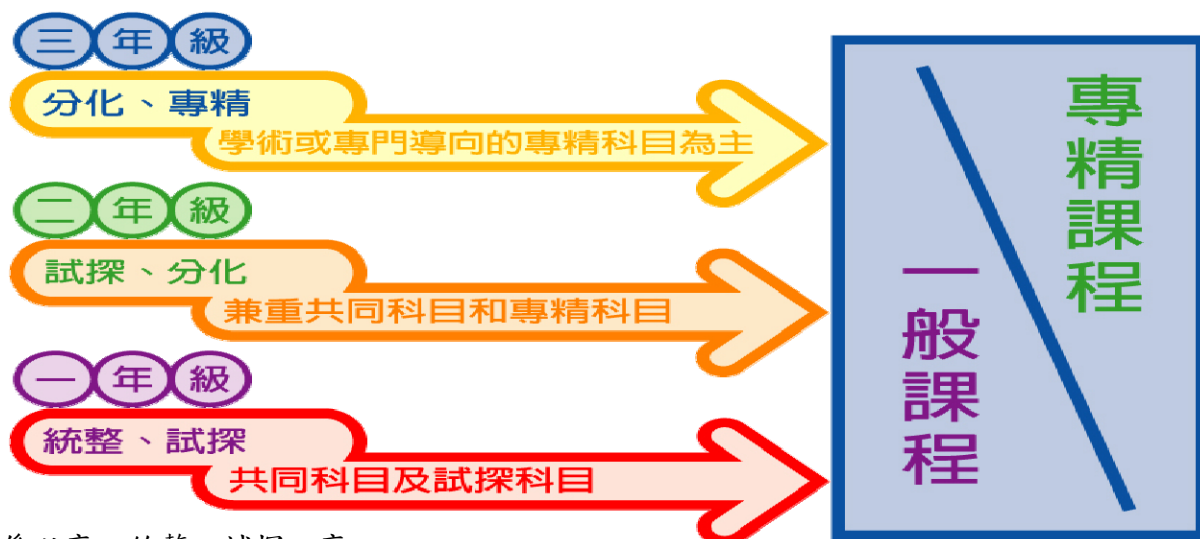 三年級
分化、專精
學術或專門導向的專精科目為主
二年級
試探、分化
兼重共同科目和專精科目
一年級
統整、試探
共同科目及試探科目
專精課程
一般課程